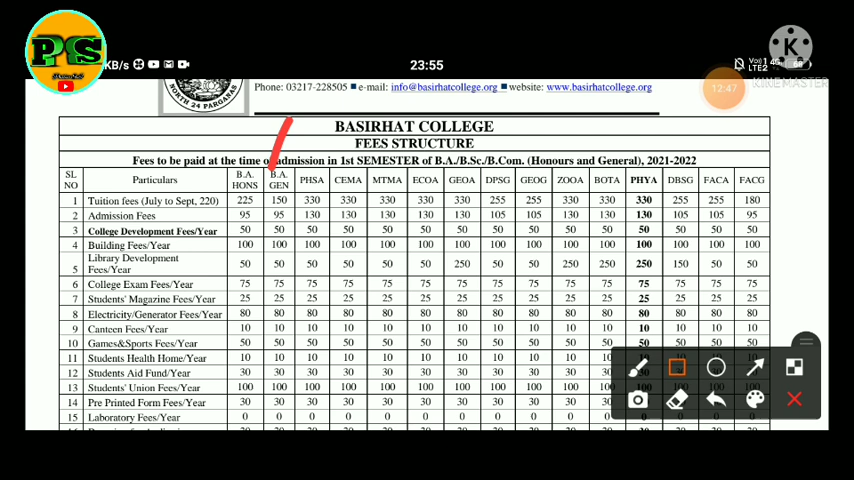 PCS
KB/s
23:55
Vo) 1 4G
LTE2
68
K
KINEMASTER
12:47
NORTH 24 PARGANAS
Phone: 03217-228505 ■ e-mail: info@basirhatcollege.org ■ website: www.basirhatcollege.org
BASIRHAT COLLEGE
FEES STRUCTURE
Fees to be paid at the time of admission in 1st SEMESTER of B.A./B.Sc./B.Com. (Honours and General), 2021-2022
SL NO Particulars B.A. HONS B.A. GEN PHSA CEMA MTMA ECOA GEOA DPSG GEOG ZOOA BOTA PHYA DBSG FACA FACG
1 Tuition fees (July to Sept, 220) 225 150 330 330 330 330 330 255 255 330 330 330 255 255 180
2 Admission Fees 95 95 130 130 130 130 130 105 105 130 130 130 105 105 95
3 College Development Fees/Year 50 50 50 50 50 50 50 50 50 50 50 50 50 50 50
4 Building Fees/Year 100 100 100 100 100 100 100 100 100 100 100 100 100 100 100
5 Library Development Fees/Year 50 50 50 50 50 50 250 50 50 250 250 250 150 50 50
6 College Exam Fees/Year 75 75 75 75 75 75 75 75 75 75 75 75 75 75 75
7 Students' Magazine Fees/Year 25 25 25 25 25 25 25 25 25 25 25 25 25 25 25
8 Electricity/Generator Fees/Year 80 80 80 80 80 80 80 80 80 80 80 80 80 80 80
9 Canteen Fees/Year 10 10 10 10 10 10 10 10 10 10 10 10 10 10 10
10 Games&Sports Fees/Year 50 50 50 50 50 50 50 50 50 50 50 50 50 50 50
11 Students Health Home/Year 10 10 10 10 10 10 10 10 10 10 10
12 Students Aid Fund/Year 30 30 30 30 30 30 30 30 30 30 30
13 Students' Union Fees/Year 100 100 100 100 100 100 100 100 100 100
14 Pre Printed Form Fees/Year 30 30 30 30 30 30 30 30 30 30 30
15 Laboratory Fees/Year 0 0 0 0 0 0 0 0 0 0 0